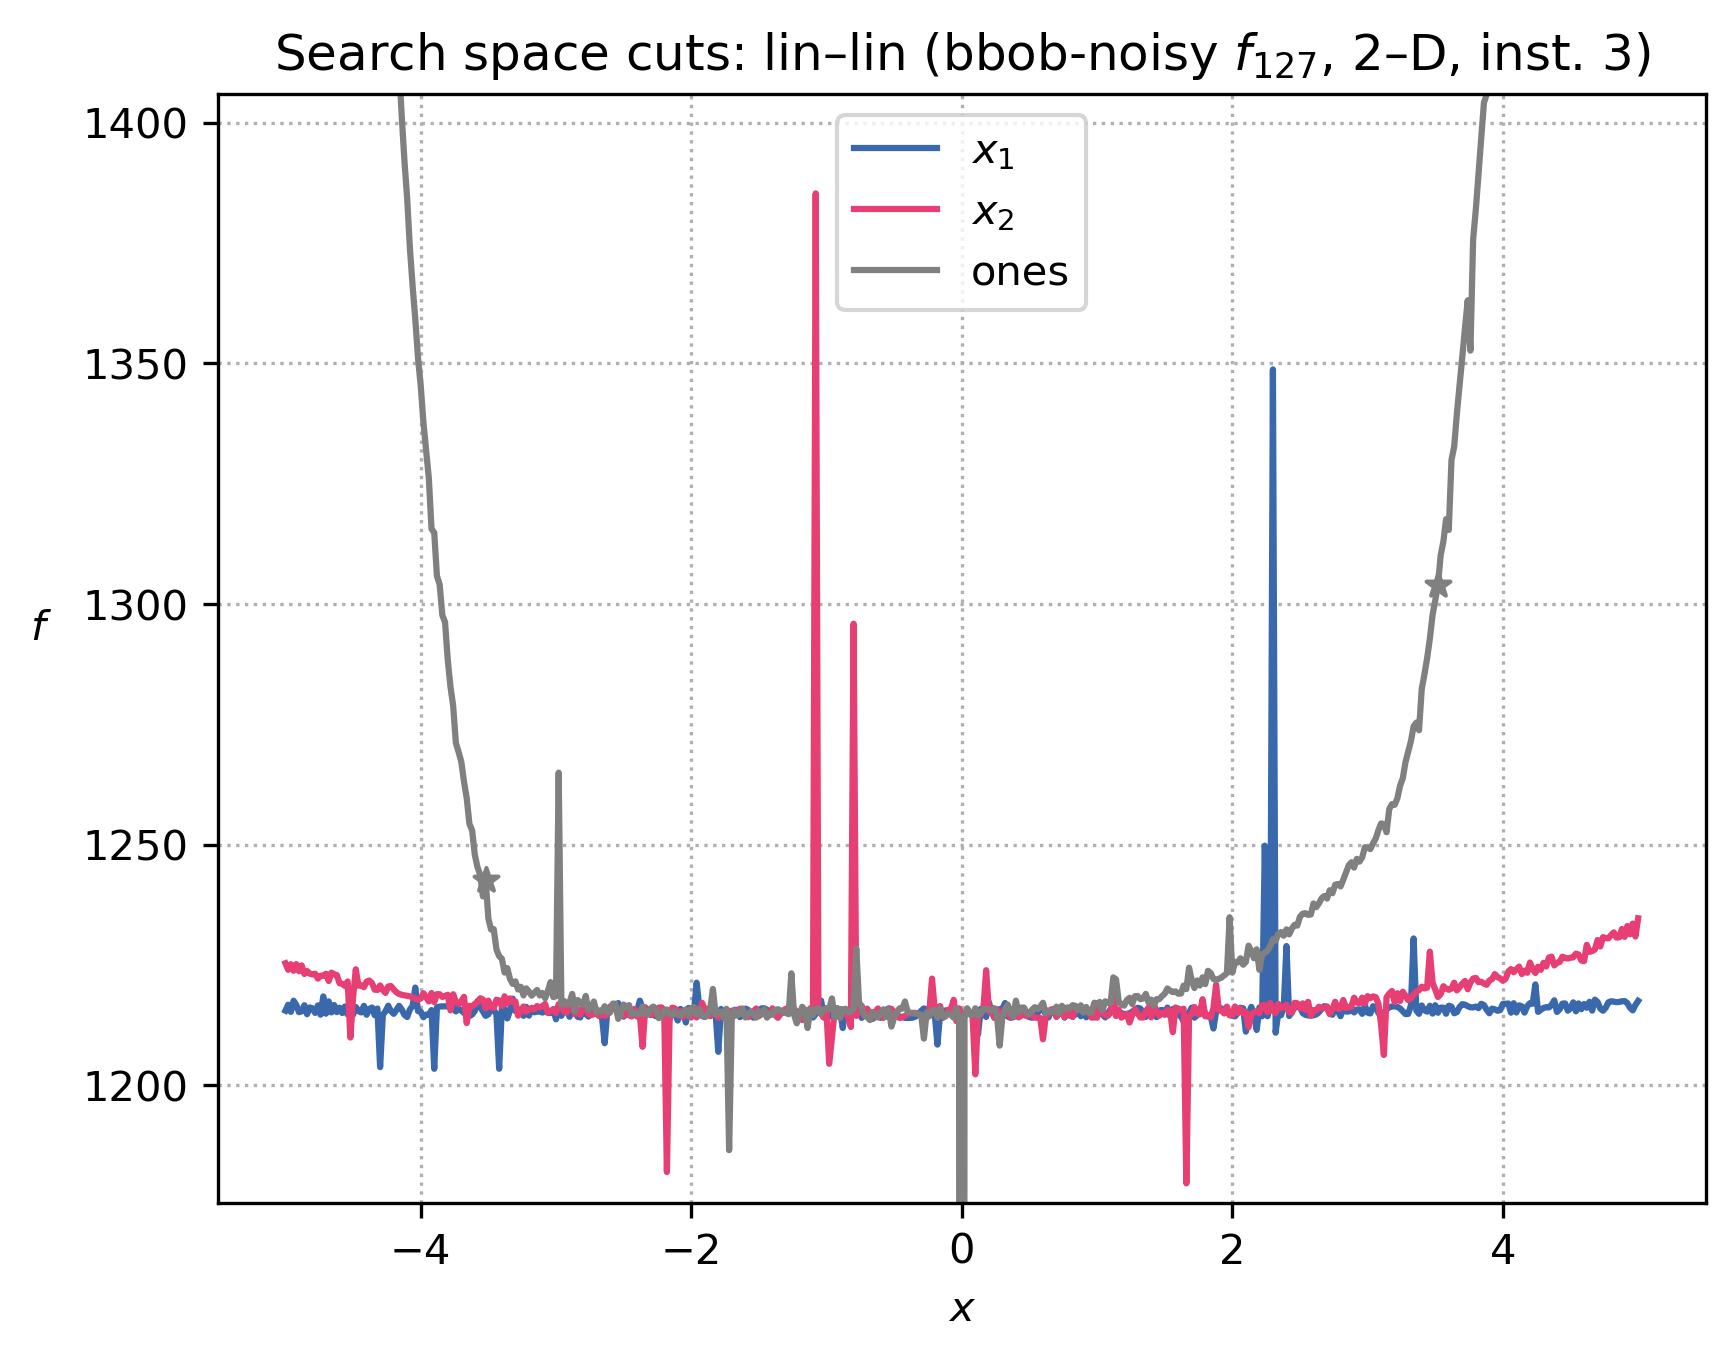 Search space cuts: lin–lin (bbob-noisy f₁₂₇, 2–D, inst. 3)
x₁
x₂
ones
1400
1350
1300
1250
1200
f
−4
−2
0
2
4
x